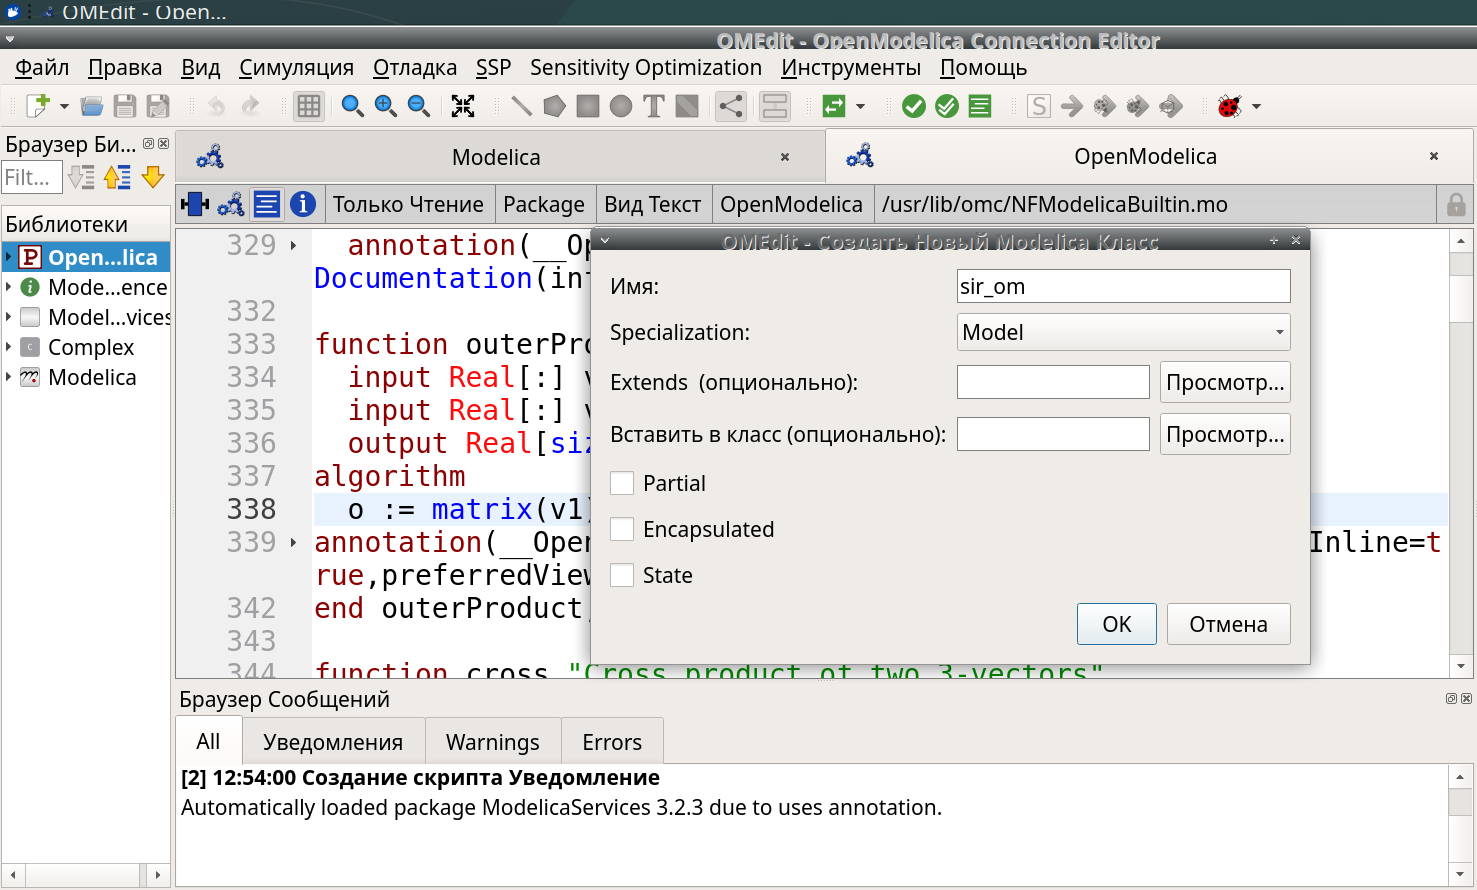 OMEdit - Open...
OMEdit - OpenModelica Connection Editor
Файл Правка Вид Симуляция Отладка SSP Sensitivity Optimization Инструменты Помощь
T S
Браузер Би...
Modelica
OpenModelica
Filt...
Только Чтение Package Вид Текст OpenModelica /usr/lib/omc/NFModelicaBuiltin.mo
Библиотеки
P Open...lica
Mode...ence
Model...vices
C Complex
Modelica
329 annotation(__Op
Documentation(in
332
333 function outerPro
334 input Real[:] v
335 input Real[:] v
336 output Real[siz
337 algorithm
338 o := matrix(v1)
339 annotation(__Open Inline=t
rue,preferredView
342 end outerProduct;
343
344 function cross "Cross product of two 3-vectors"
OMEdit - Создать Новый Modelica Класс
Имя: sir_om
Specialization: Model
Extends (опционально): Просмотр...
Вставить в класс (опционально): Просмотр...
Partial
Encapsulated
State
OK Отмена
Браузер Сообщений
All Уведомления Warnings Errors
[2] 12:54:00 Создание скрипта Уведомление
Automatically loaded package ModelicaServices 3.2.3 due to uses annotation.